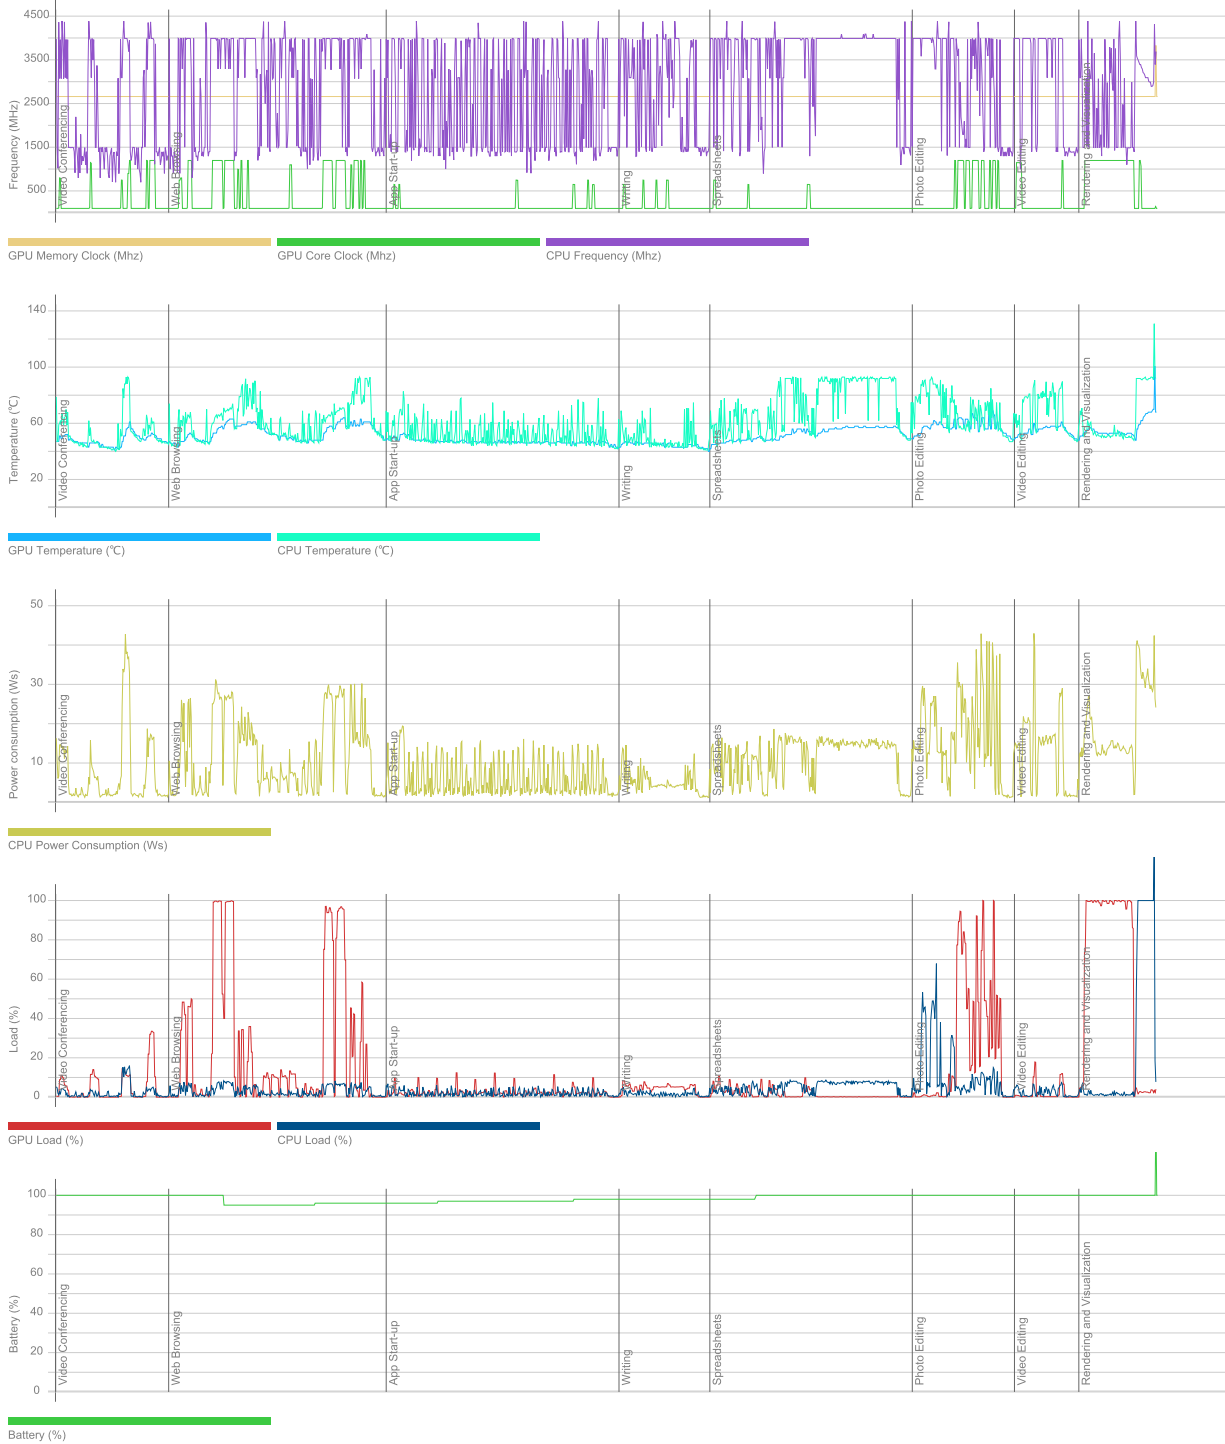 4500
3500
2500
1500
500
Frequency (MHz)
Video Conferencing
Web Browsing
App Start-up
Writing
Spreadsheets
Photo Editing
Video Editing
Rendering and Visualization
GPU Memory Clock (Mhz)
GPU Core Clock (Mhz)
CPU Frequency (Mhz)
140
100
60
20
Temperature (℃)
Video Conferencing
Web Browsing
App Start-up
Writing
Spreadsheets
Photo Editing
Video Editing
Rendering and Visualization
GPU Temperature (℃)
CPU Temperature (℃)
50
30
10
Power consumption (Ws)
Video Conferencing
Web Browsing
App Start-up
Writing
Spreadsheets
Photo Editing
Video Editing
Rendering and Visualization
CPU Power Consumption (Ws)
100
80
60
40
20
0
Load (%)
Video Conferencing
Web Browsing
App Start-up
Writing
Spreadsheets
Photo Editing
Video Editing
Rendering and Visualization
GPU Load (%)
CPU Load (%)
100
80
60
40
20
0
Battery (%)
Video Conferencing
Web Browsing
App Start-up
Writing
Spreadsheets
Photo Editing
Video Editing
Rendering and Visualization
Battery (%)